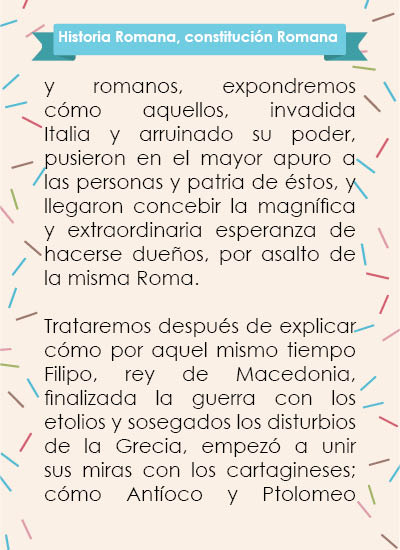 Historia Romana, constitución Romana
y romanos, expondremos
cómo aquellos, invadida
Italia y arruinado su poder,
pusieron en el mayor apuro a
las personas y patria de éstos, y
llegaron concebir la magnífica
y extraordinaria esperanza de
hacerse dueños, por asalto de
la misma Roma.
Trataremos después de explicar
cómo por aquel mismo tiempo
Filipo, rey de Macedonia,
finalizada la guerra con los
etolios y sosegados los disturbios
de la Grecia, empezó a unir
sus miras con los cartagineses;
cómo Antíoco y Ptolomeo